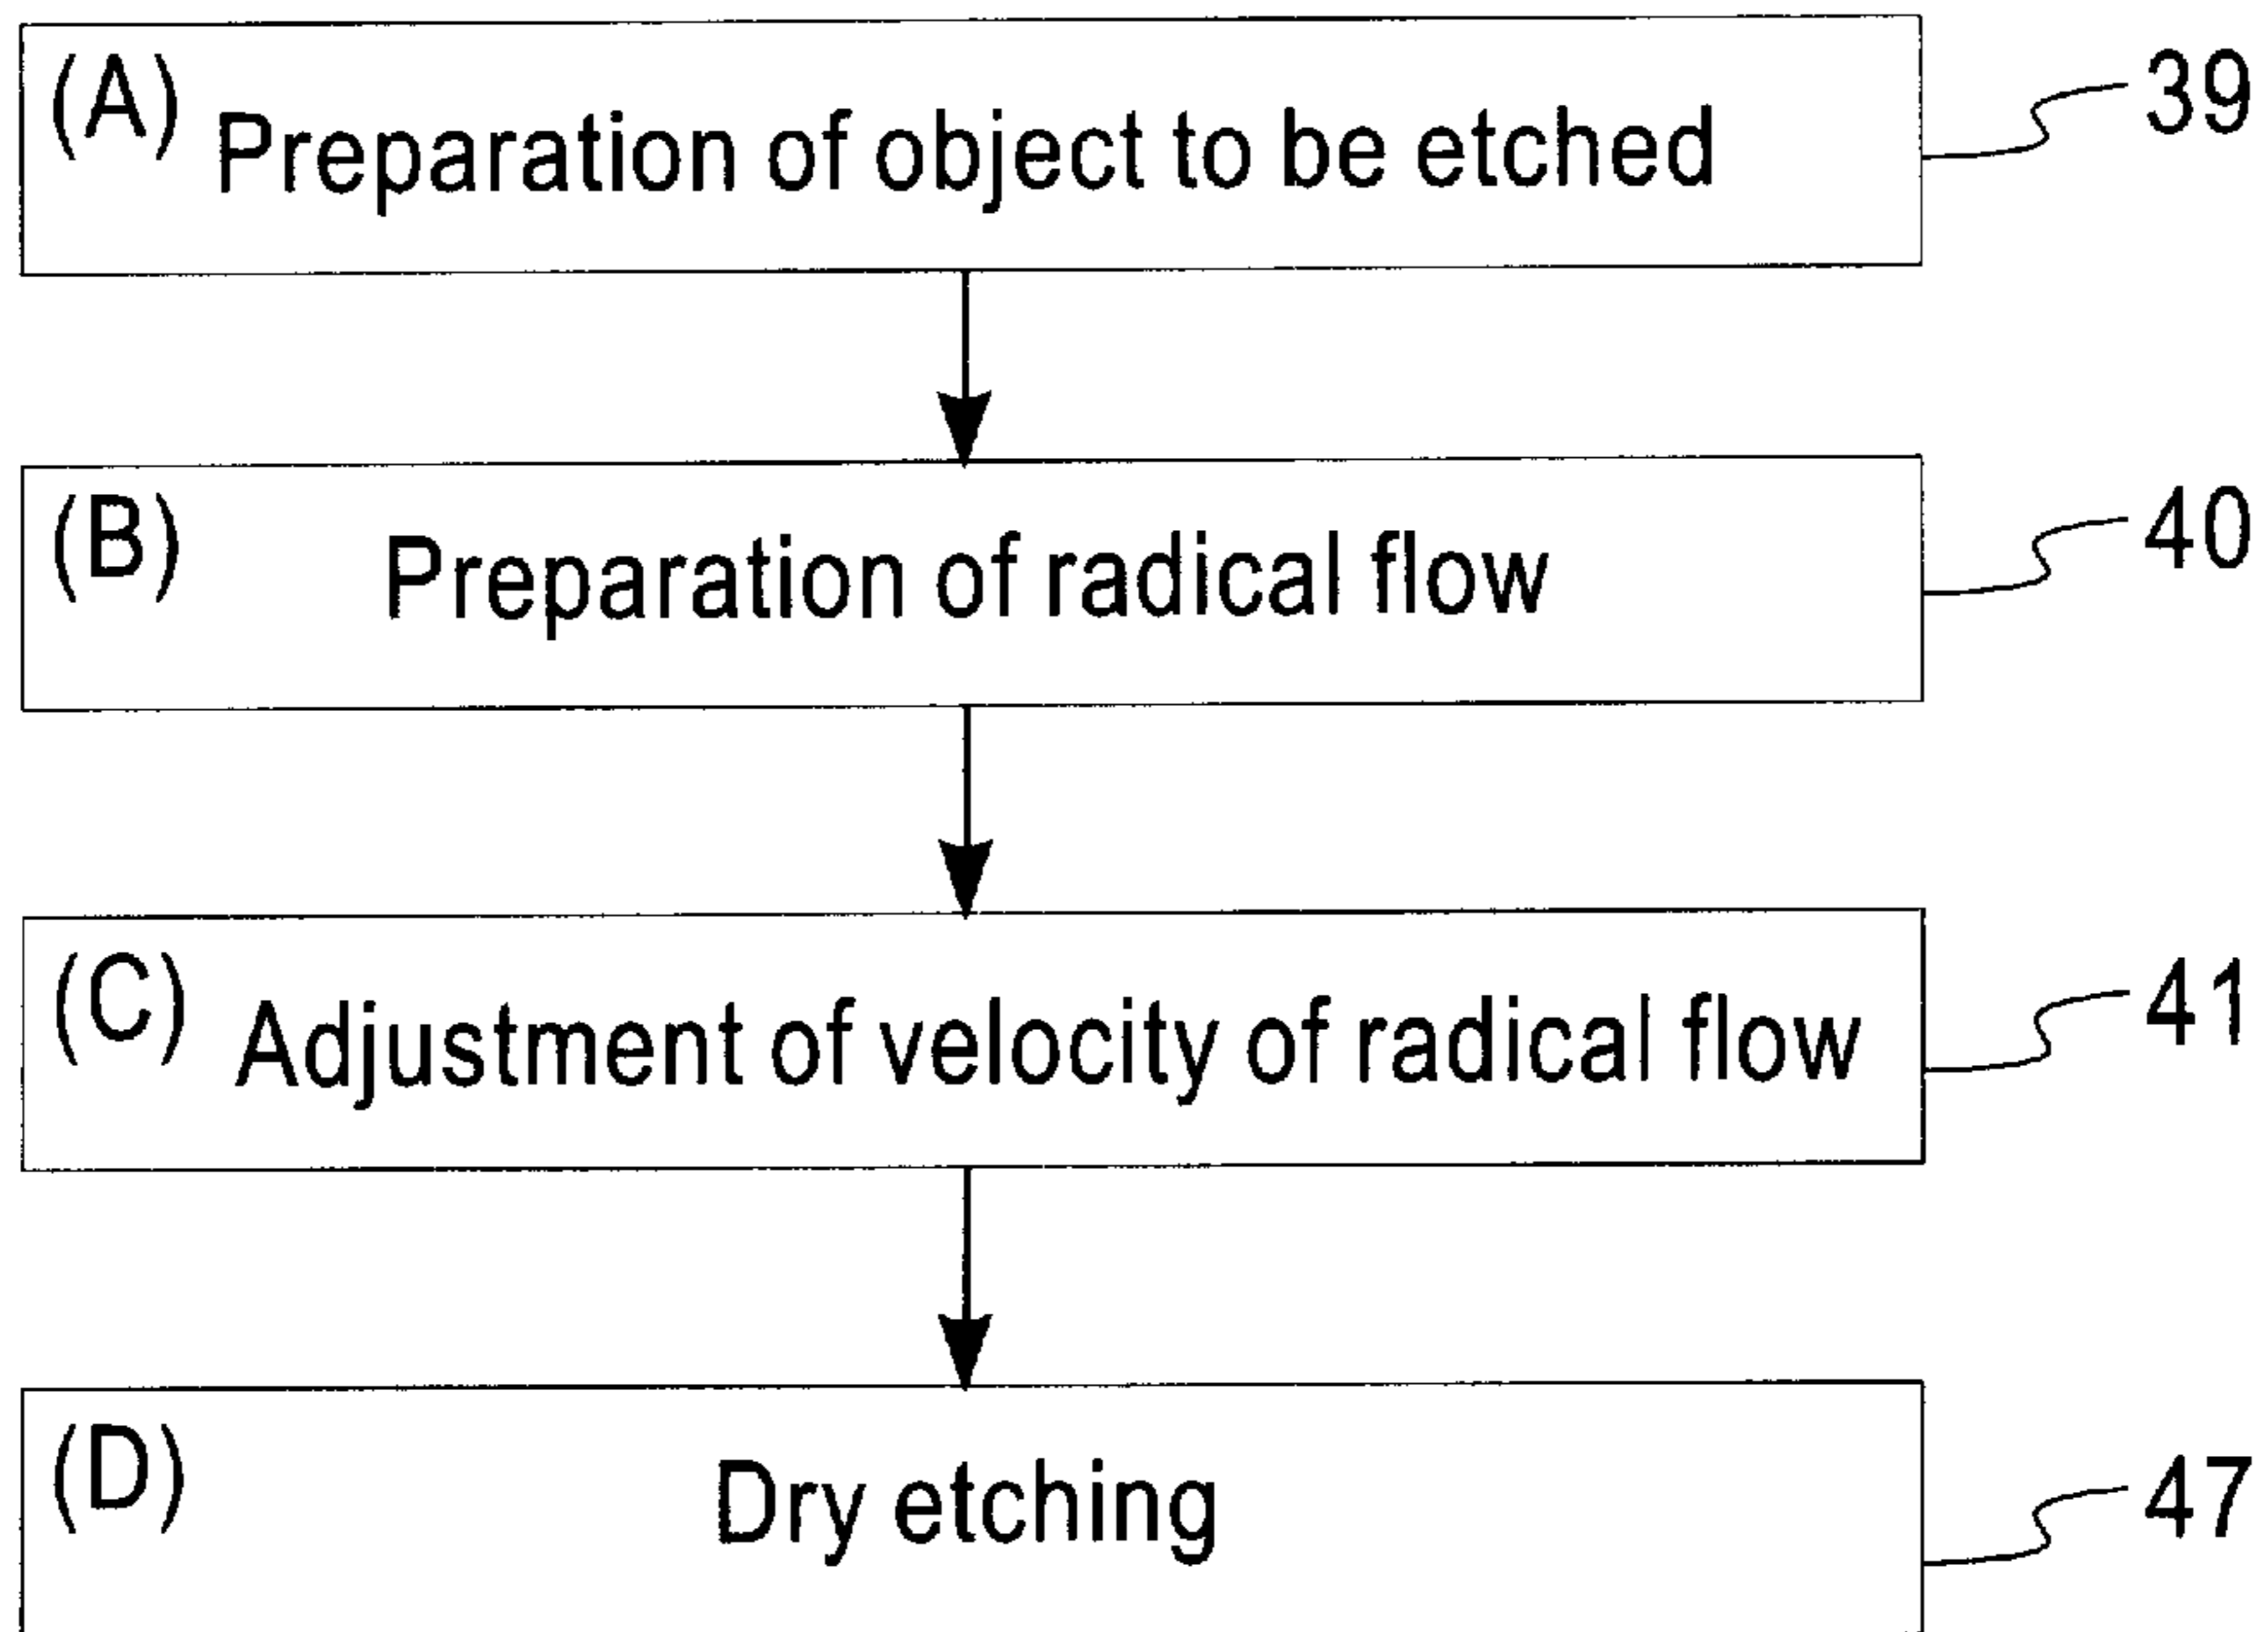 (A) Preparation of object to be etched 39
(B) Preparation of radical flow 40
(C) Adjustment of velocity of radical flow 41
(D) Dry etching 47